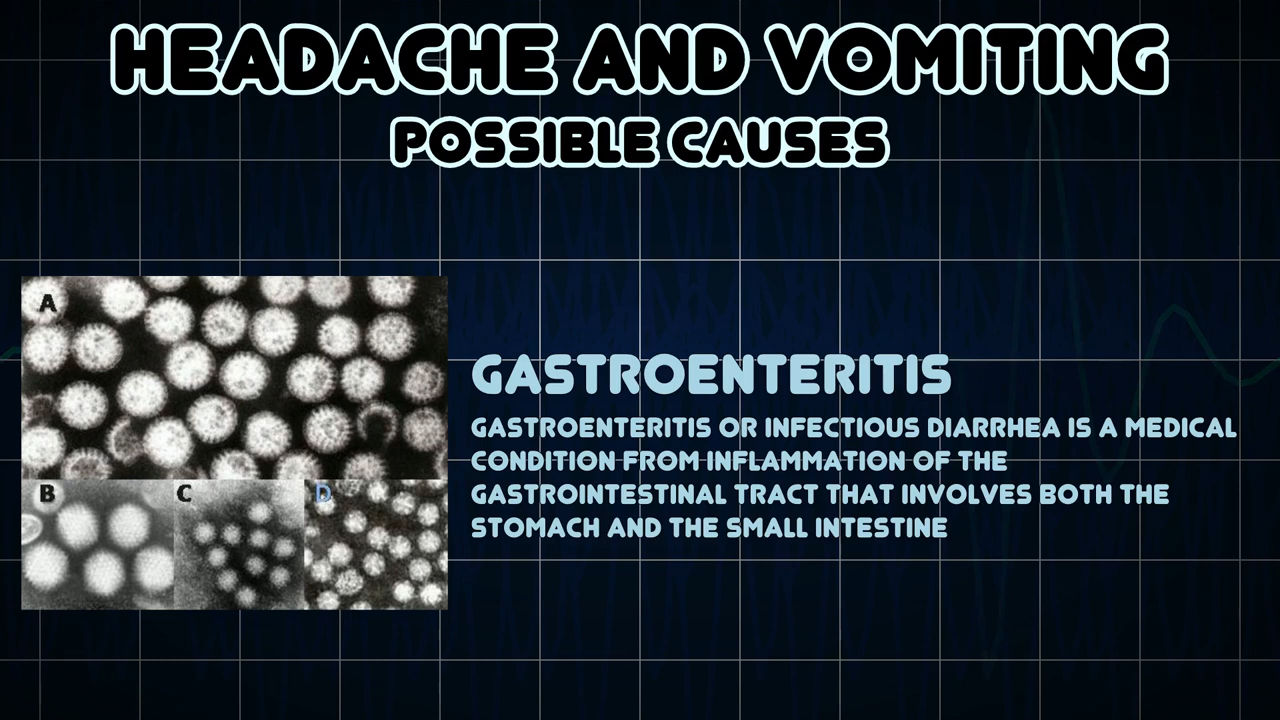 HEADACHE AND VOMITING
POSSIBLE CAUSES
A
B
C
D
GASTROENTERITIS
GASTROENTERITIS OR INFECTIOUS DIARRHEA IS A MEDICAL
CONDITION FROM INFLAMMATION OF THE
GASTROINTESTINAL TRACT THAT INVOLVES BOTH THE
STOMACH AND THE SMALL INTESTINE